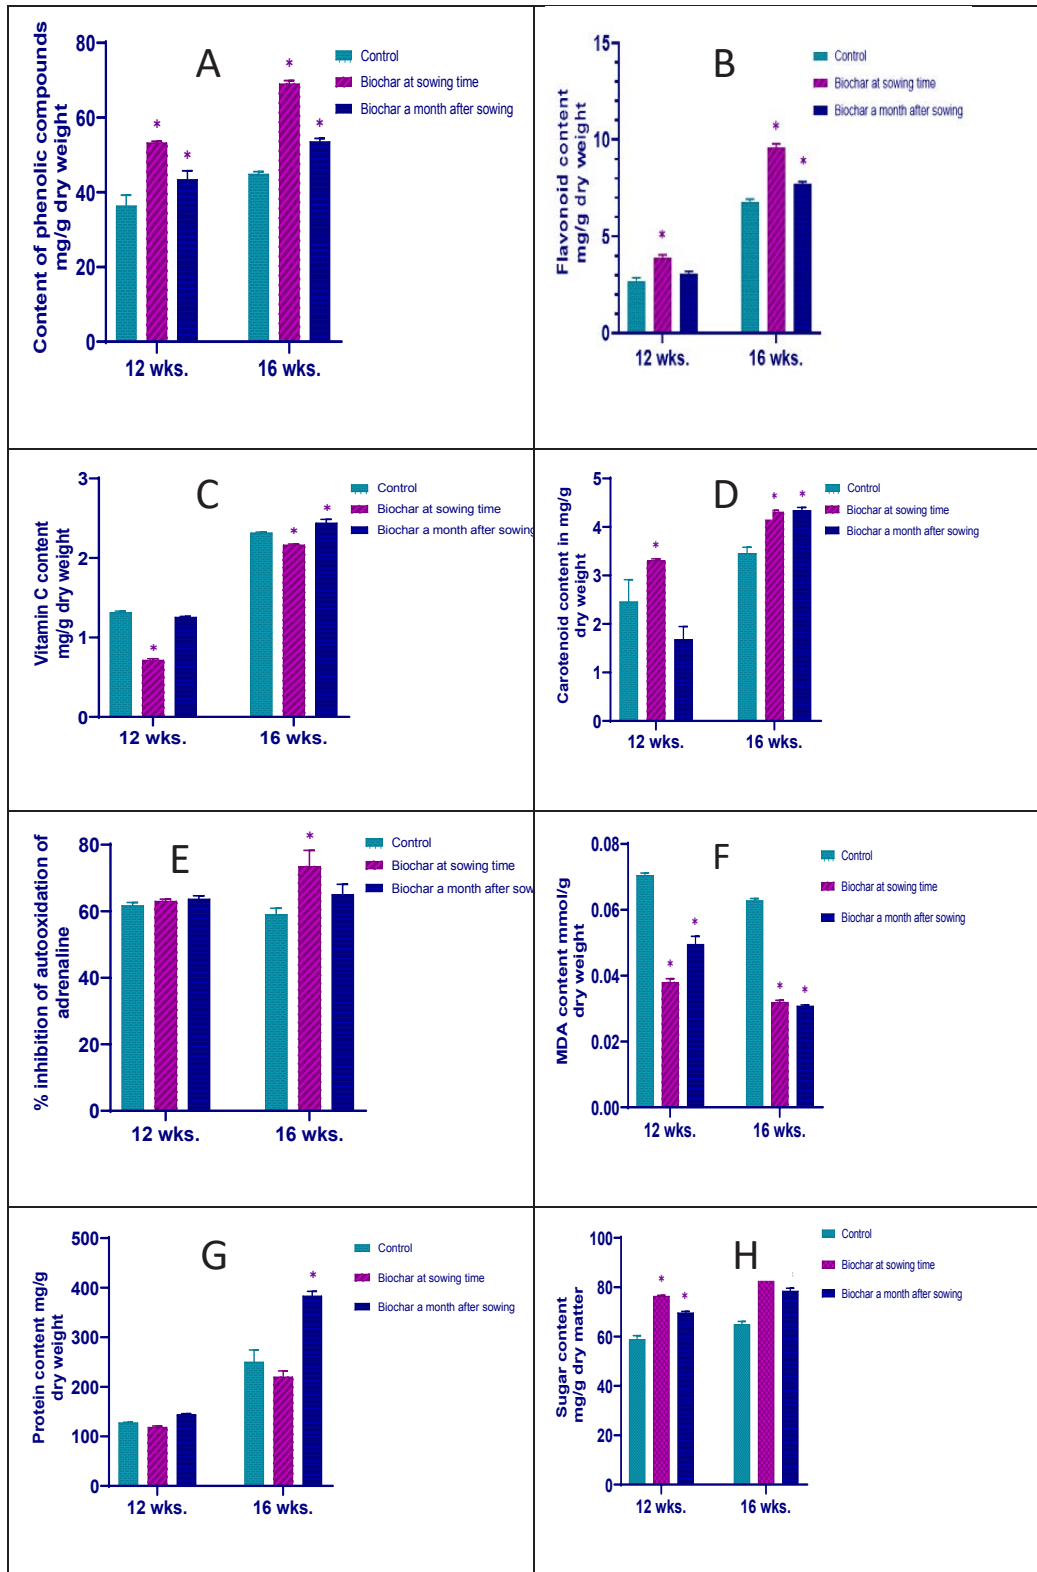 Content of phenolic compounds
mg/g dry weight
80
60
40
20
0
A
*
*
*
*
Control
Biochar at sowing time
Biochar a month after sowing
12 wks.
16 wks.
Flavonoid content
mg/g dry weight
15
10
5
0
B
*
*
*
Control
Biochar at sowing time
Biochar a month after sowing
12 wks.
16 wks.
Vitamin C content
mg/g dry weight
3
2
1
0
C
*
*
*
Control
Biochar at sowing time
Biochar a month after sowing
12 wks.
16 wks.
Carotenoid content in mg/g
dry weight
5
4
3
2
1
0
D
*
*
*
Control
Biochar at sowing time
Biochar a month after sowing
12 wks.
16 wks.
% inhibition of autooxidation of
adrenaline
80
60
40
20
0
E
*
Control
Biochar at sowing time
Biochar a month after sow
12 wks.
16 wks.
MDA content mmol/g
dry weight
0.08
0.06
0.04
0.02
0.00
F
*
*
*
*
Control
Biochar at sowing time
Biochar a month after sowing
12 wks.
16 wks.
Protein content mg/g
dry weight
500
400
300
200
100
0
G
*
Control
Biochar at sowing time
Biochar a month after sowing
12 wks.
16 wks.
Sugar content
mg/g dry matter
100
80
60
40
20
0
H
*
*
Control
Biochar at sowing time
Biochar a month after sowing
12 wks.
16 wks.